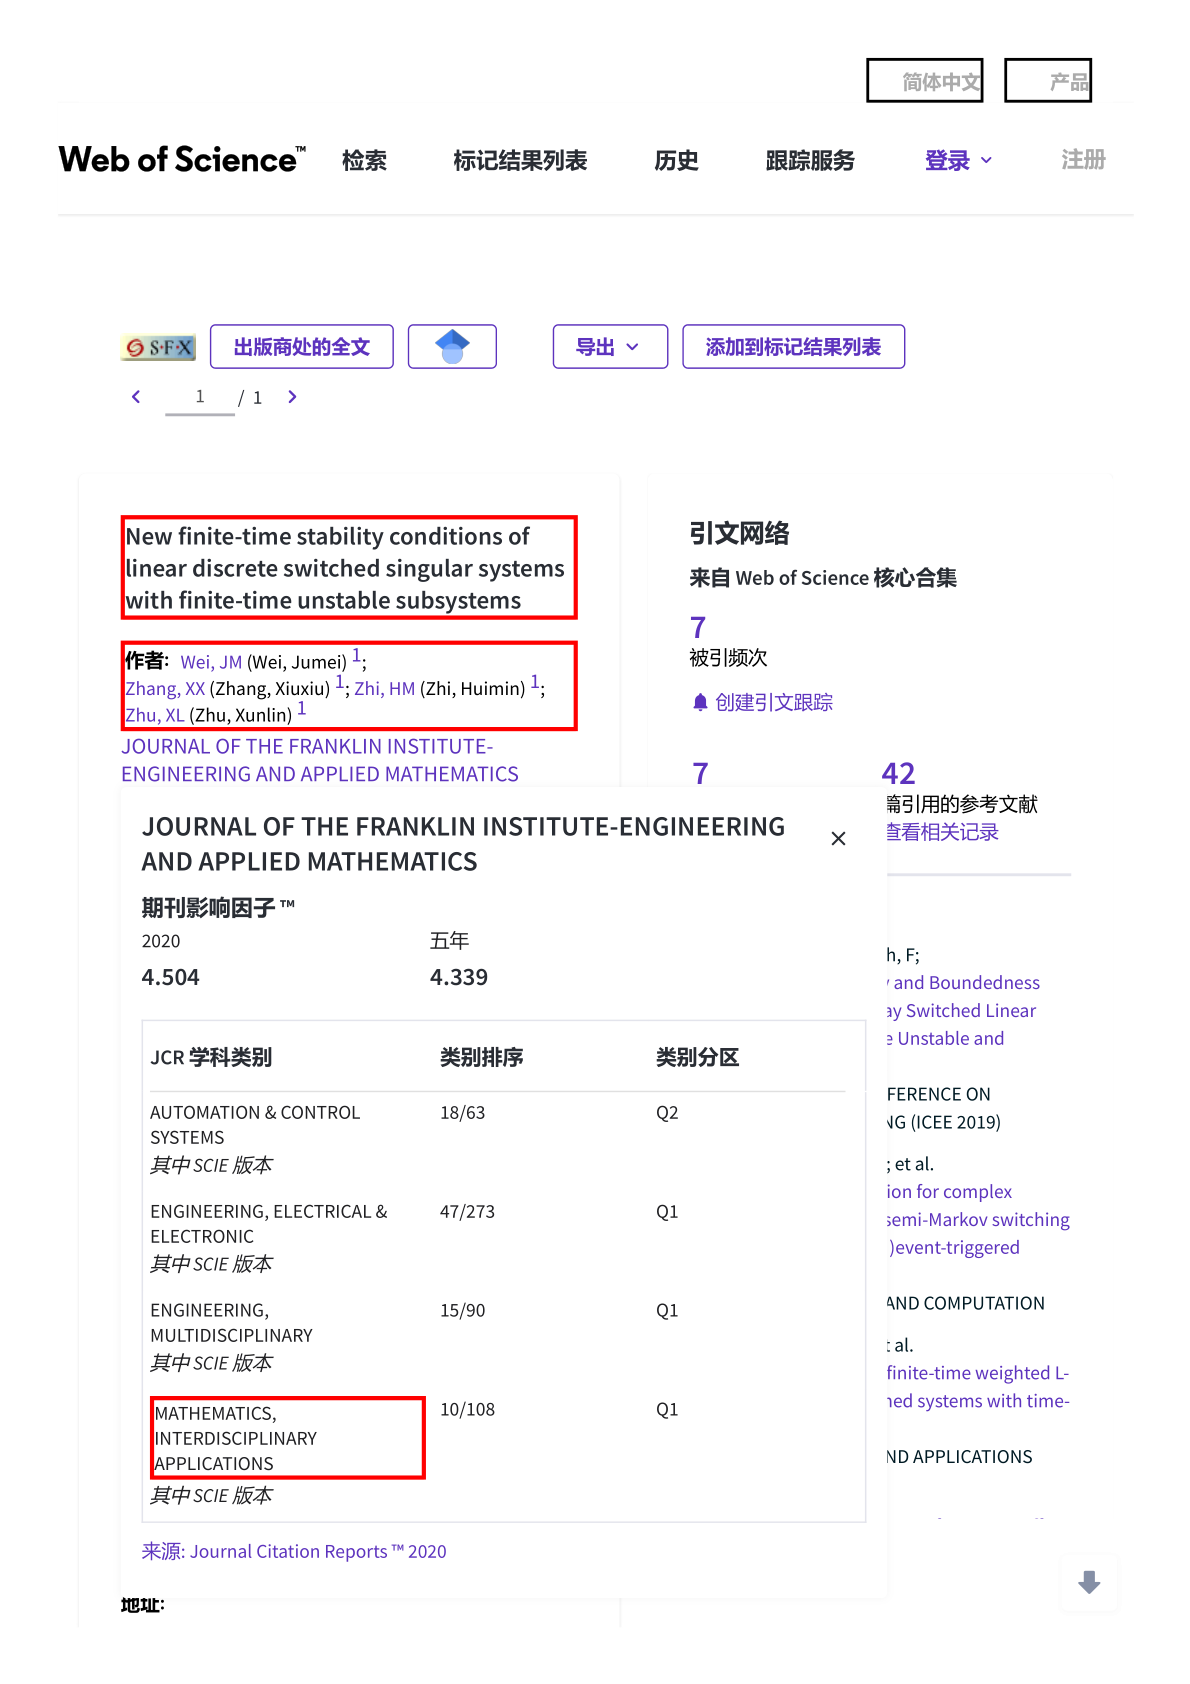 简体中文
产品
Web of Science™
检索
标记结果列表
历史
跟踪服务
登录
注册
S·F·X
出版商处的全文
导出
添加到标记结果列表
1 / 1
New finite-time stability conditions of
linear discrete switched singular systems
with finite-time unstable subsystems
作者: Wei, JM (Wei, Jumei) 1;
Zhang, XX (Zhang, Xiuxiu) 1; Zhi, HM (Zhi, Huimin) 1;
Zhu, XL (Zhu, Xunlin) 1
JOURNAL OF THE FRANKLIN INSTITUTE-
ENGINEERING AND APPLIED MATHEMATICS
JOURNAL OF THE FRANKLIN INSTITUTE-ENGINEERING
AND APPLIED MATHEMATICS
期刊影响因子 ™
2020 五年
4.504 4.339
JCR 学科类别 类别排序 类别分区
AUTOMATION & CONTROL 18/63 Q2
SYSTEMS
其中 SCIE 版本
ENGINEERING, ELECTRICAL & 47/273 Q1
ELECTRONIC
其中 SCIE 版本
ENGINEERING, 15/90 Q1
MULTIDISCIPLINARY
其中 SCIE 版本
MATHEMATICS, 10/108 Q1
INTERDISCIPLINARY
APPLICATIONS
其中 SCIE 版本
来源: Journal Citation Reports ™ 2020
地址:
引文网络
来自 Web of Science 核心合集
7
被引频次
创建引文跟踪
7 42
篇引用的参考文献
查看相关记录
h, F;
and Boundedness
ay Switched Linear
e Unstable and
FERENCE ON
NG (ICEE 2019)
; et al.
ion for complex
semi-Markov switching
)event-triggered
AND COMPUTATION
t al.
finite-time weighted L-
hed systems with time-
ND APPLICATIONS